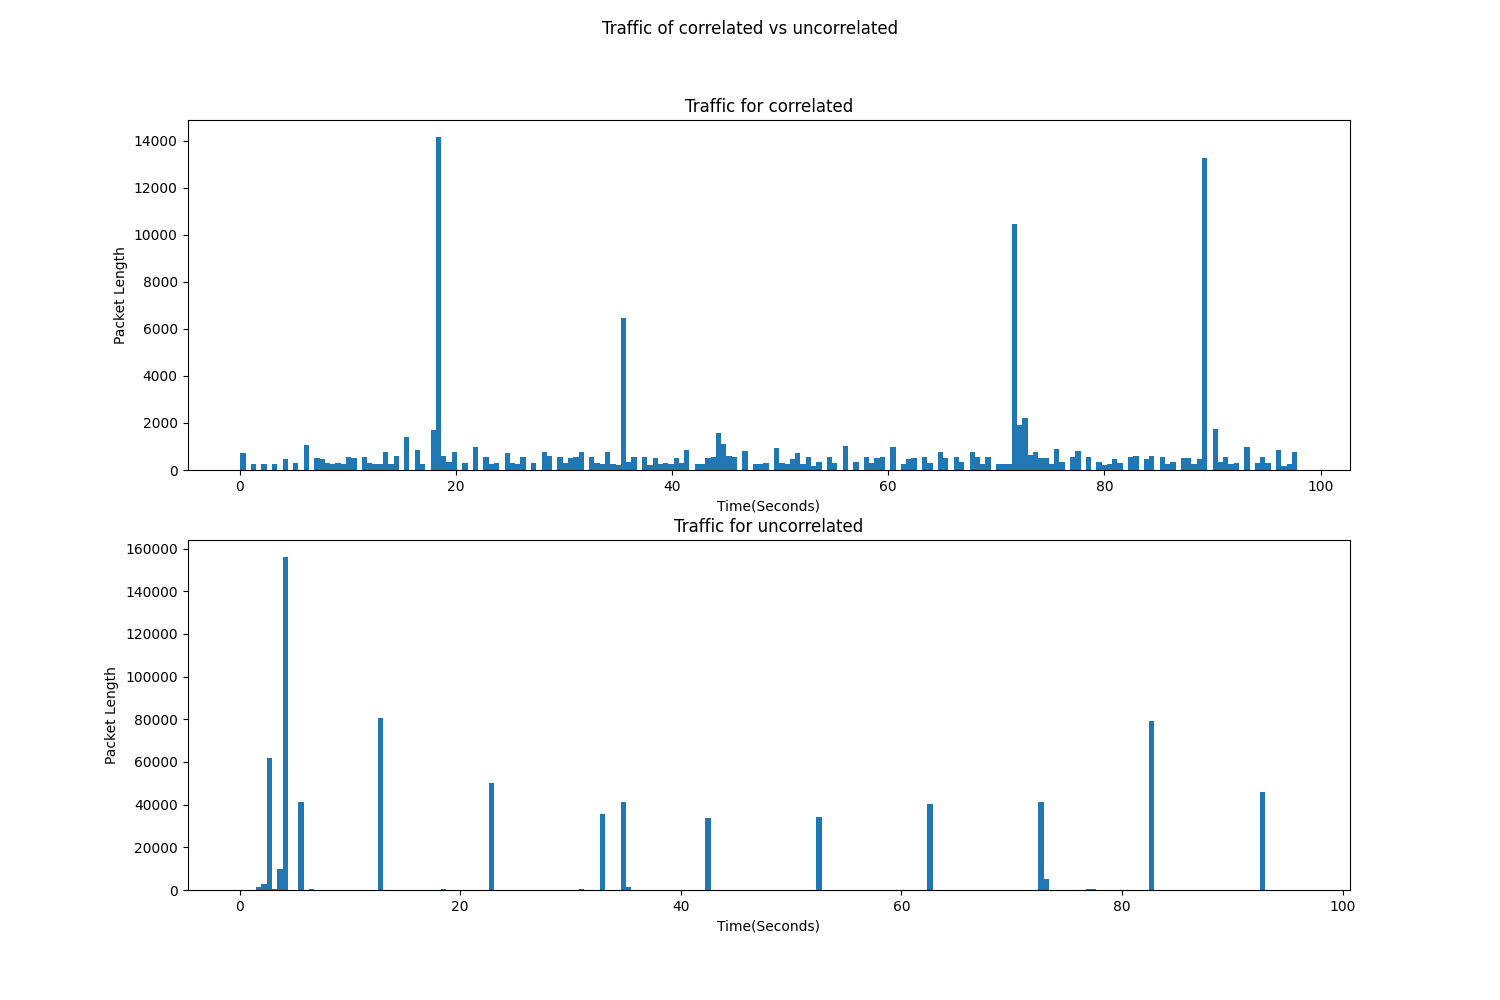 Traffic of correlated vs uncorrelated
Traffic for correlated
14000
12000
10000
8000
6000
4000
2000
0
Packet Length
0 20 40 60 80 100
Time(Seconds)
Traffic for uncorrelated
160000
140000
120000
100000
80000
60000
40000
20000
0
Packet Length
0 20 40 60 80 100
Time(Seconds)